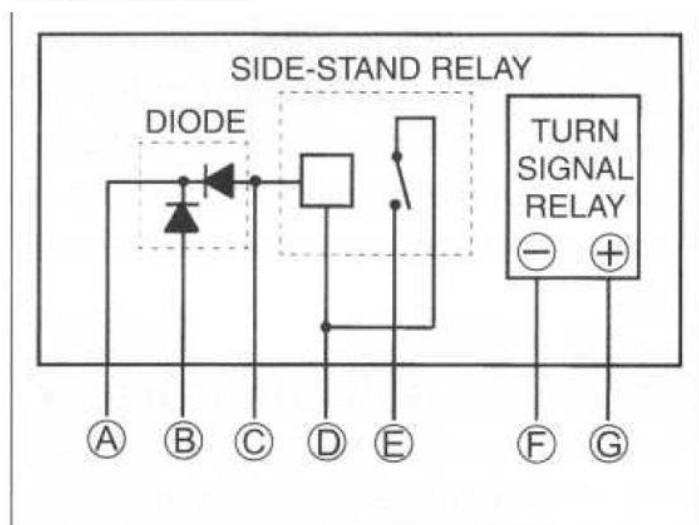 SIDE-STAND RELAY
DIODE
TURN
SIGNAL
RELAY
− +
A B C D E F G